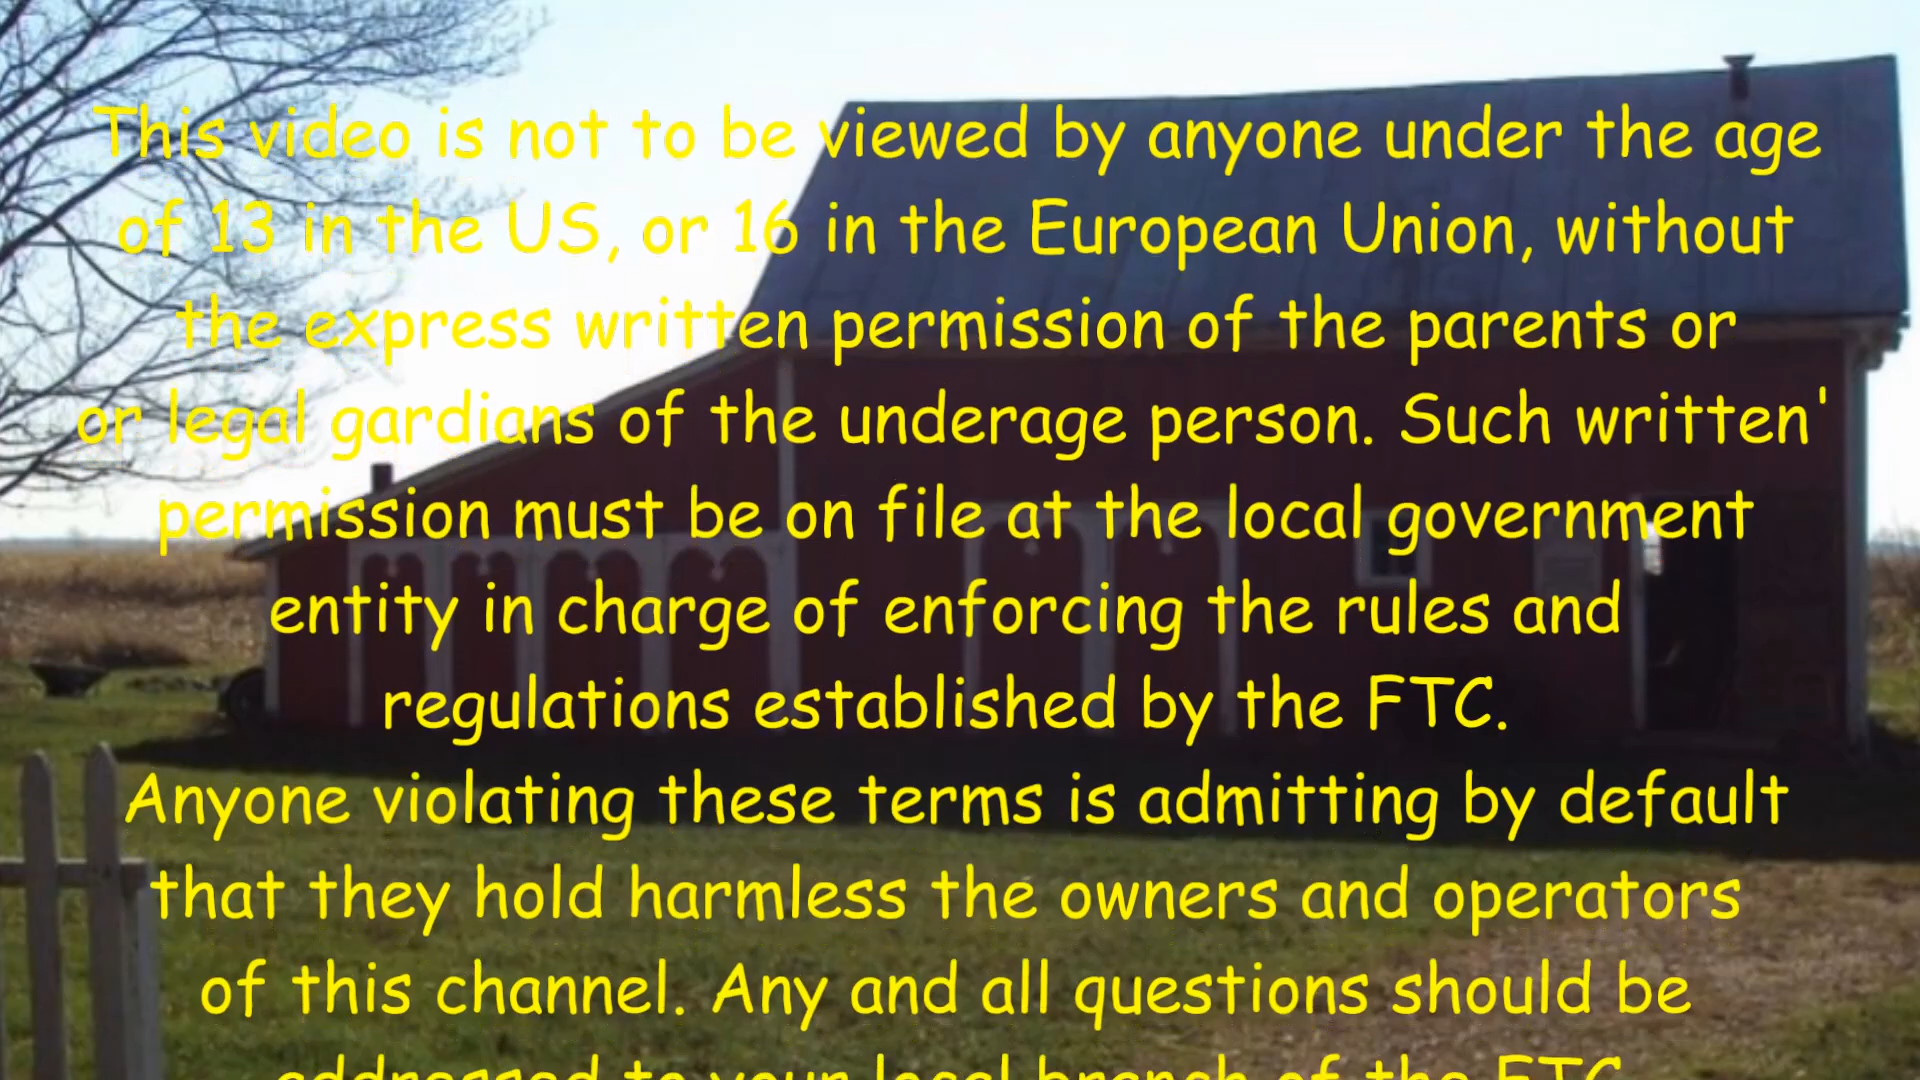 This video is not to be viewed by anyone under the age
of 13 in the US, or 16 in the European Union, without
the express written permission of the parents or
or legal gardians of the underage person. Such written'
permission must be on file at the local government
entity in charge of enforcing the rules and
regulations established by the FTC.
Anyone violating these terms is admitting by default
that they hold harmless the owners and operators
of this channel. Any and all questions should be
addressed to your local branch of the FTC